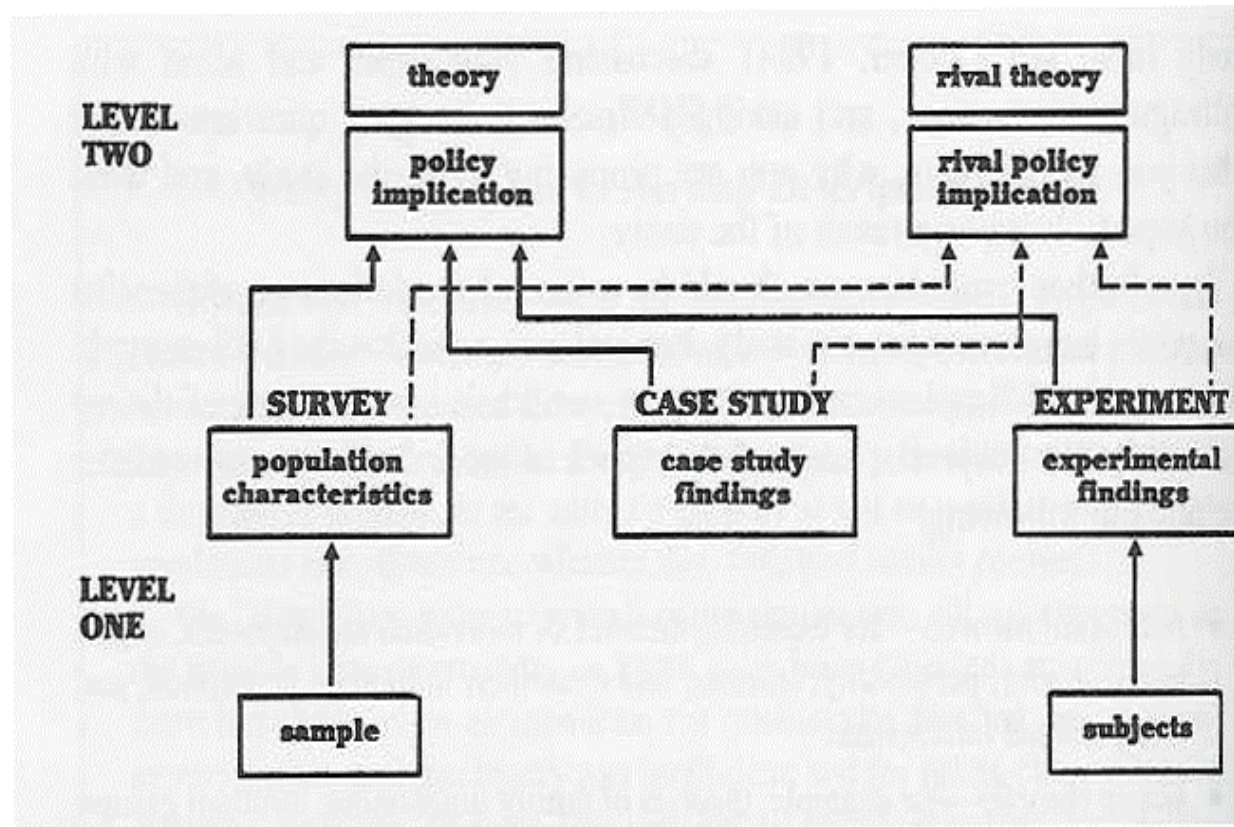 theory
rival theory
LEVEL
TWO
policy
implication
rival policy
implication
SURVEY
CASE STUDY
EXPERIMENT
population
characteristics
case study
findings
experimental
findings
LEVEL
ONE
sample
subjects